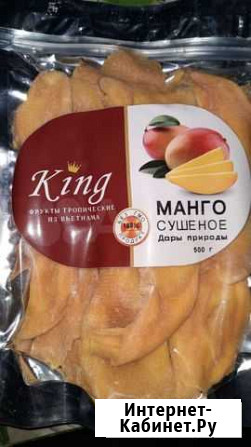 King
ФРУКТЫ ТРОПИЧЕСКИЕ
ИЗ ВЬЕТНАМА
МАНГО
СУШЕНОЕ
Дары природы
500 г
Интернет-
Кабинет.Ру